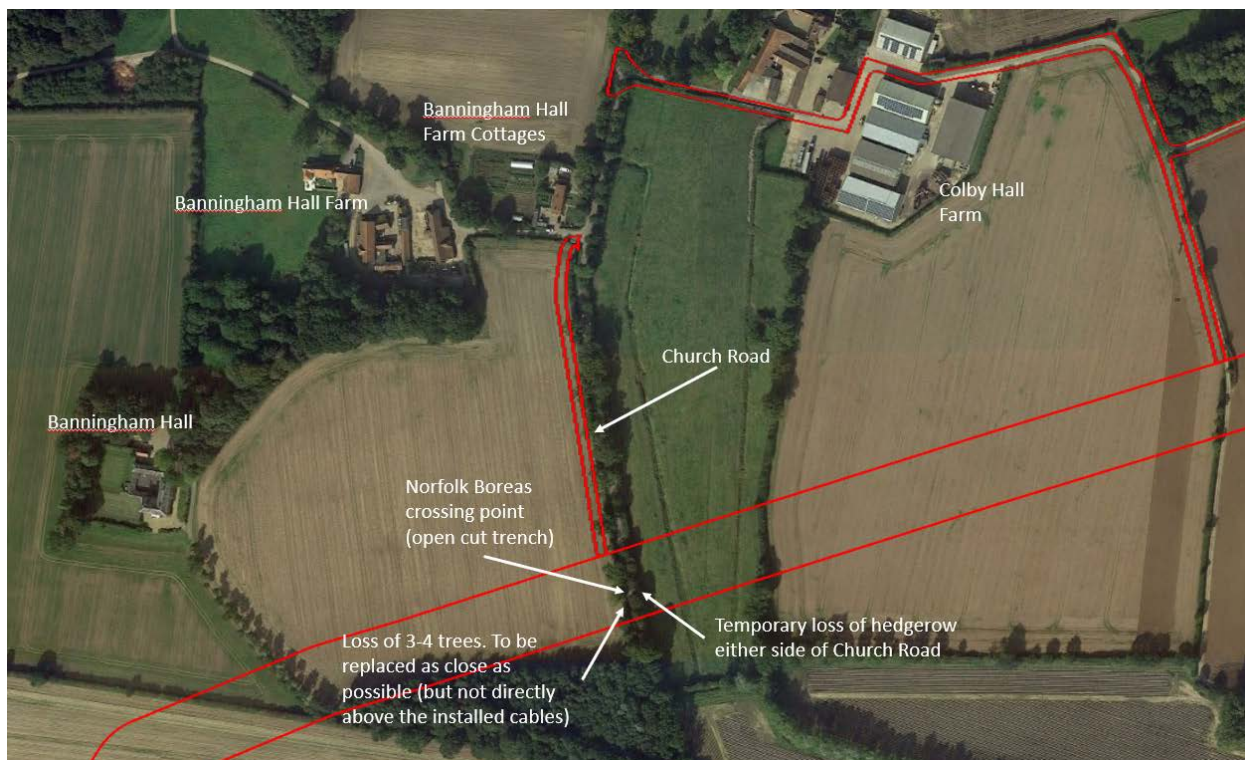 Banningham Hall
Farm Cottages
Banningham Hall Farm
Colby Hall
Farm
Church Road
Banningham Hall
Norfolk Boreas
crossing point
(open cut trench)
Loss of 3-4 trees. To be
replaced as close as
possible (but not directly
above the installed cables)
Temporary loss of hedgerow
either side of Church Road